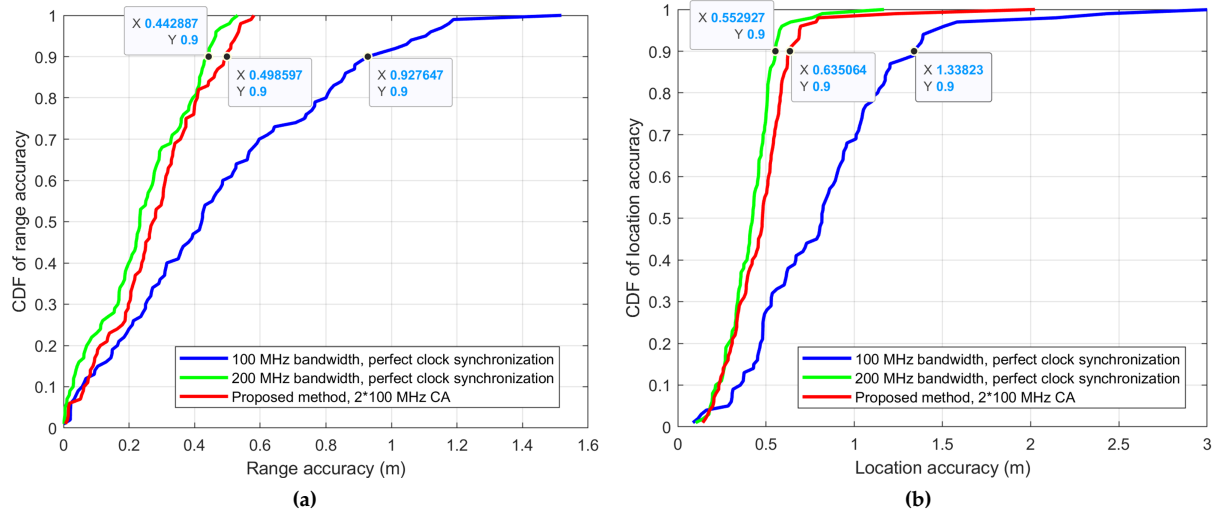 X 0.442887
Y 0.9
X 0.498597
Y 0.9
X 0.927647
Y 0.9
1
0.9
0.8
0.7
0.6
0.5
0.4
0.3
0.2
0.1
0
CDF of range accuracy
100 MHz bandwidth, perfect clock synchronization
200 MHz bandwidth, perfect clock synchronization
Proposed method, 2*100 MHz CA
0 0.2 0.4 0.6 0.8 1 1.2 1.4 1.6
Range accuracy (m)
(a)
X 0.552927
Y 0.9
X 0.635064
Y 0.9
X 1.33823
Y 0.9
1
0.9
0.8
0.7
0.6
0.5
0.4
0.3
0.2
0.1
0
CDF of location accuracy
100 MHz bandwidth, perfect clock synchronization
200 MHz bandwidth, perfect clock synchronization
Proposed method, 2*100 MHz CA
0 0.5 1 1.5 2 2.5 3
Location accuracy (m)
(b)